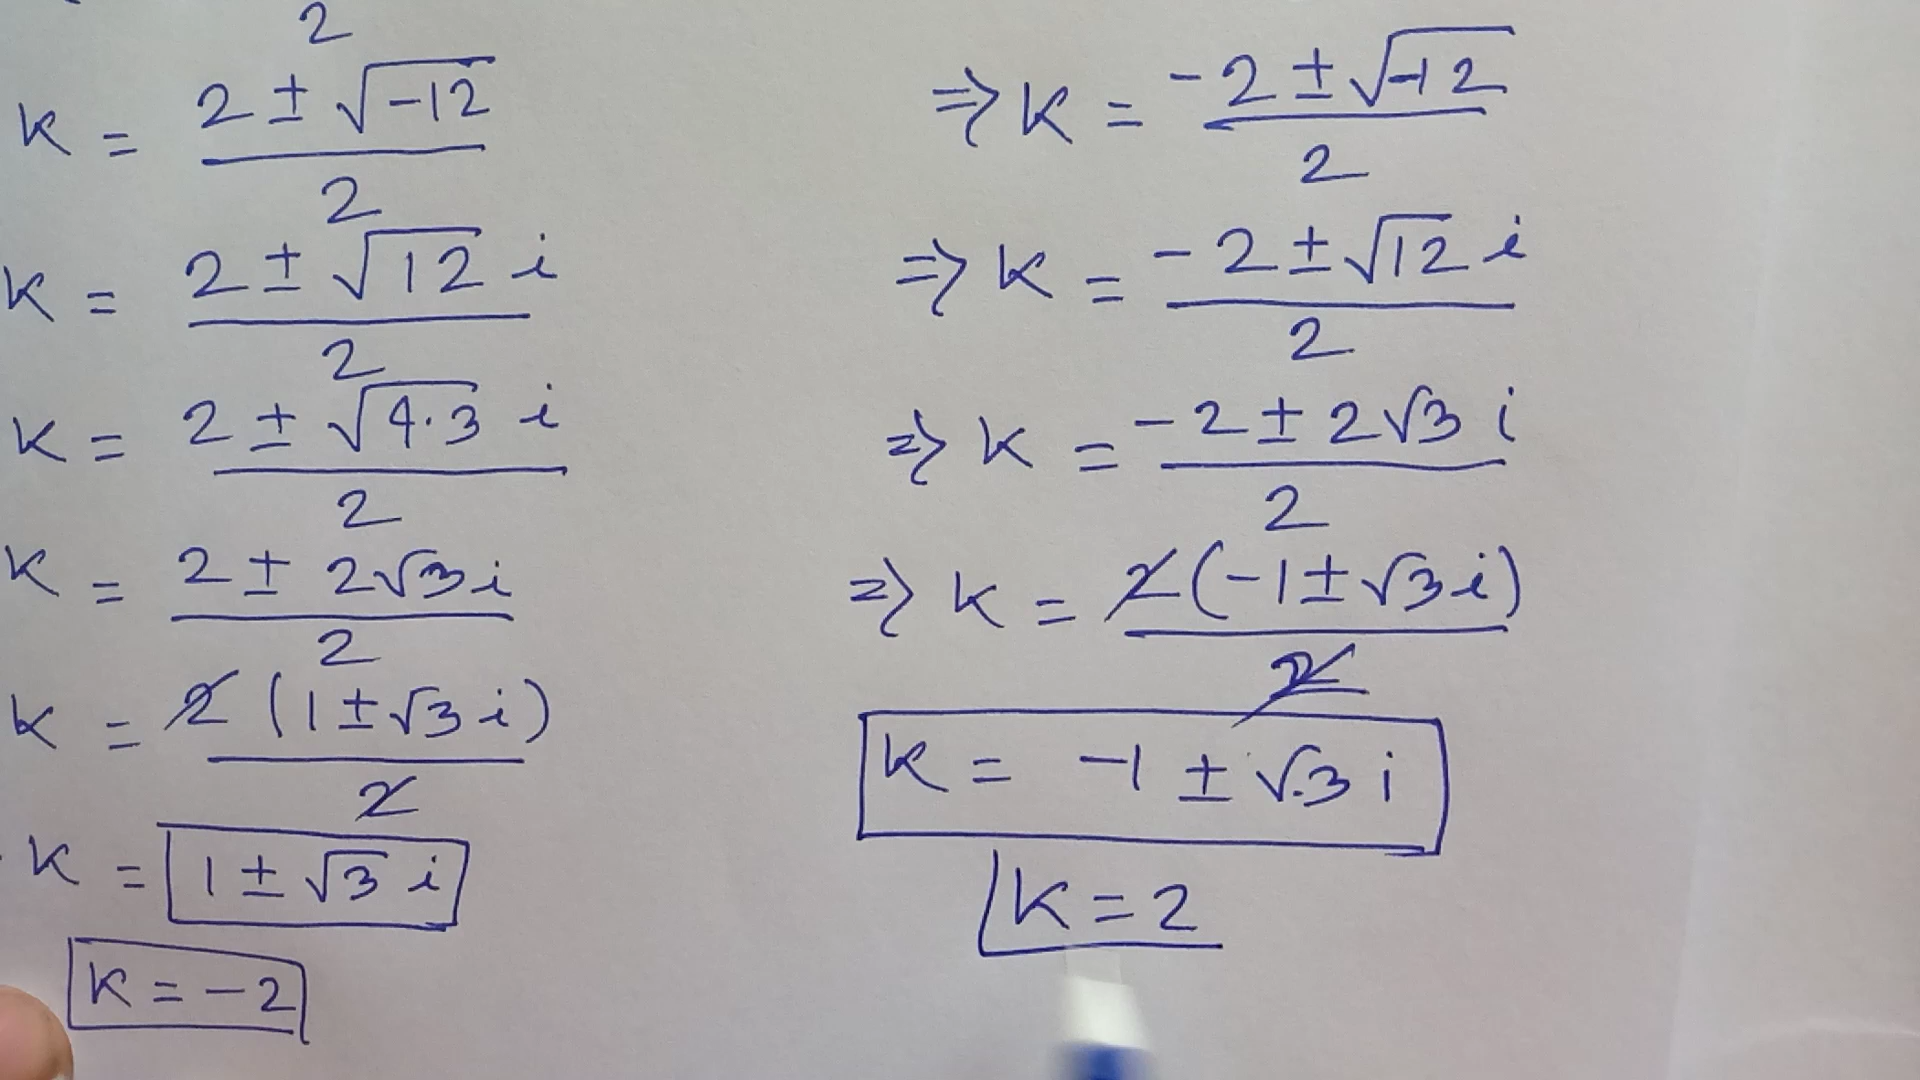 2
K = 2 ± √-12 / 2
K = 2 ± √12 i / 2
K = 2 ± √4·3 i / 2
K = 2 ± 2√3 i / 2
K = 2 (1 ± √3 i) / 2
K = 1 ± √3 i
K = -2
⇒ K = -2 ± √-12 / 2
⇒ K = -2 ± √12 i / 2
⇒ K = -2 ± 2√3 i / 2
⇒ K = 2(-1 ± √3 i) / 2
K = -1 ± √3 i
K = 2